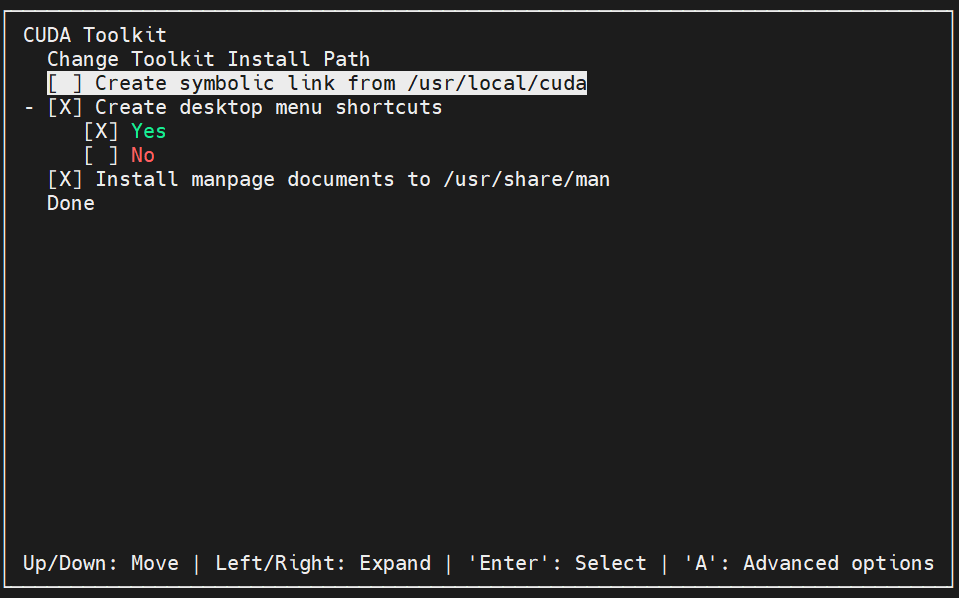 CUDA Toolkit
Change Toolkit Install Path
[ ] Create symbolic link from /usr/local/cuda
- [X] Create desktop menu shortcuts
[X] Yes
[ ] No
[X] Install manpage documents to /usr/share/man
Done
Up/Down: Move | Left/Right: Expand | 'Enter': Select | 'A': Advanced options